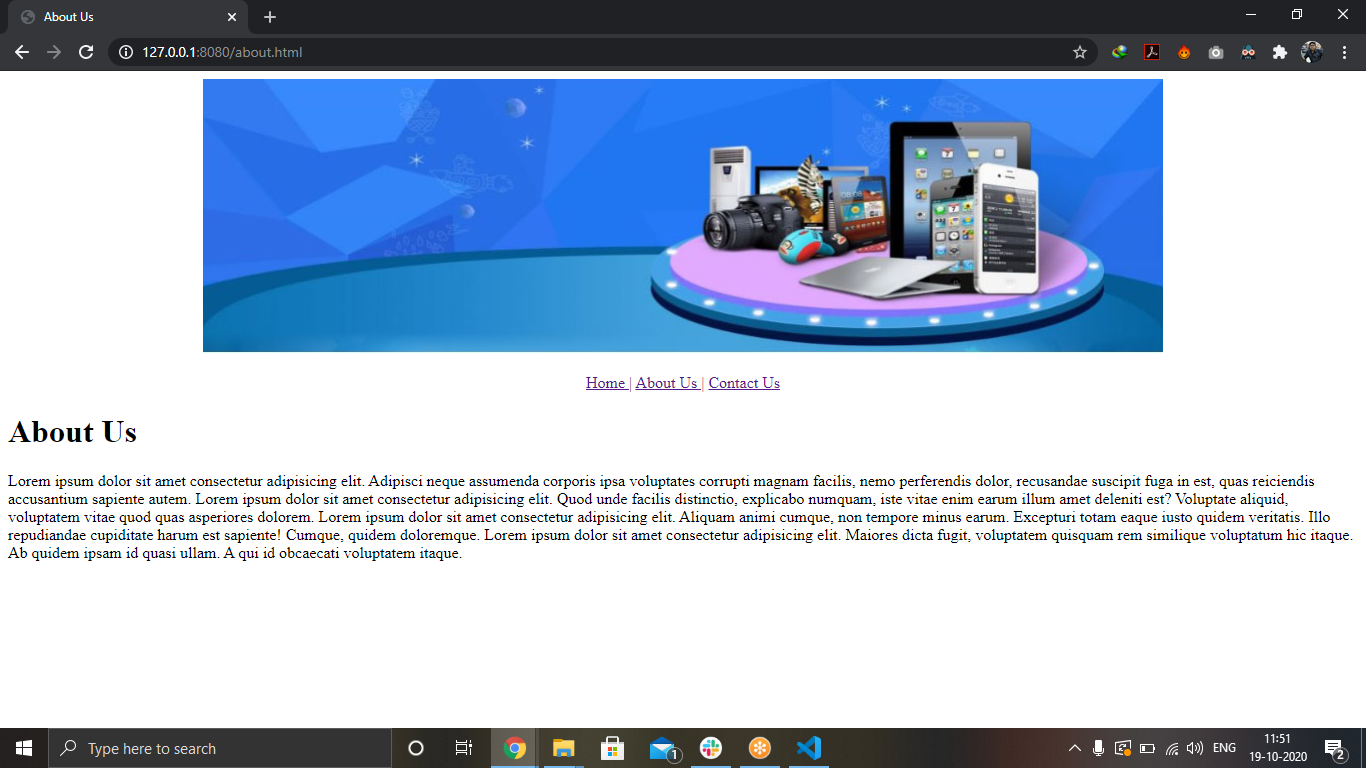 About Us
127.0.0.1:8080/about.html
Home | About Us | Contact Us
About Us
Lorem ipsum dolor sit amet consectetur adipisicing elit. Adipisci neque assumenda corporis ipsa voluptates corrupti magnam facilis, nemo perferendis dolor, recusandae suscipit fuga in est, quas reiciendis
accusantium sapiente autem. Lorem ipsum dolor sit amet consectetur adipisicing elit. Quod unde facilis distinctio, explicabo numquam, iste vitae enim earum illum amet deleniti est? Voluptate aliquid,
voluptatem vitae quod quas asperiores dolorem. Lorem ipsum dolor sit amet consectetur adipisicing elit. Aliquam animi cumque, non tempore minus earum. Excepturi totam eaque iusto quidem veritatis. Illo
repudiandae cupiditate harum est sapiente! Cumque, quidem doloremque. Lorem ipsum dolor sit amet consectetur adipisicing elit. Maiores dicta fugit, voluptatem quisquam rem similique voluptatum hic itaque.
Ab quidem ipsam id quasi ullam. A qui id obcaecati voluptatem itaque.
Type here to search
1
ENG
11:51
19-10-2020
2